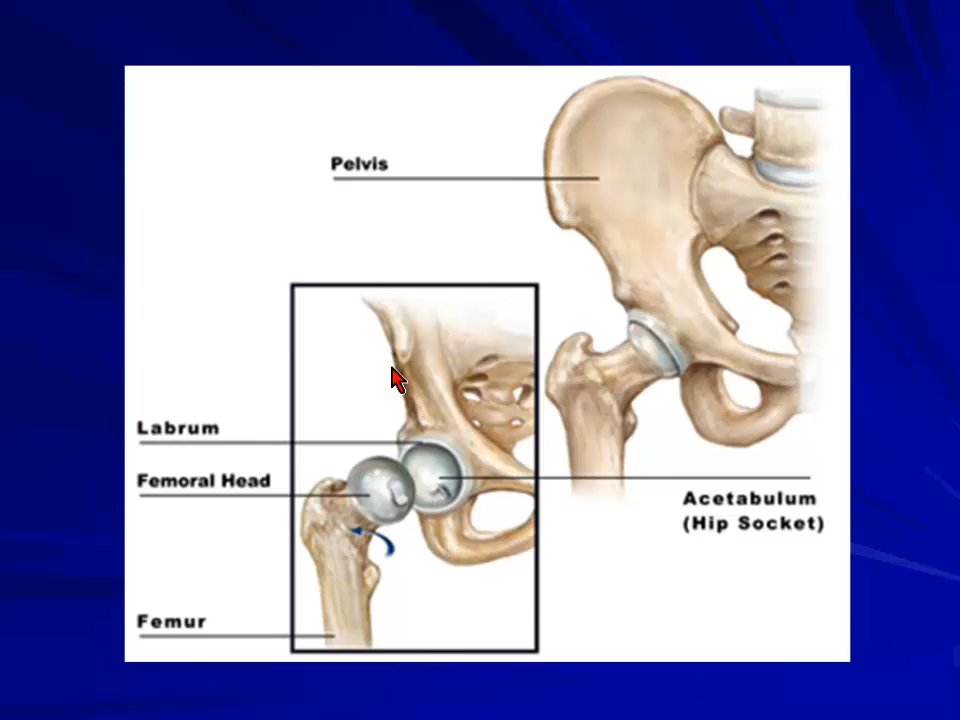 Pelvis
Labrum
Femoral Head
Acetabulum
(Hip Socket)
Femur